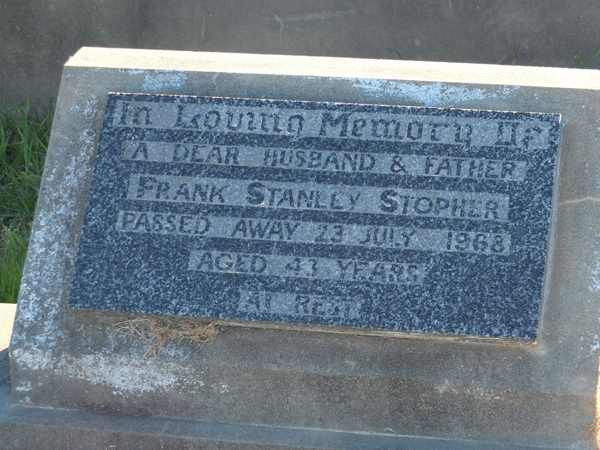 In Loving Memory Of
A DEAR HUSBAND & FATHER
FRANK STANLEY STOPHER
PASSED AWAY 23 JULY 1968
AGED 43 YEARS
AT REST